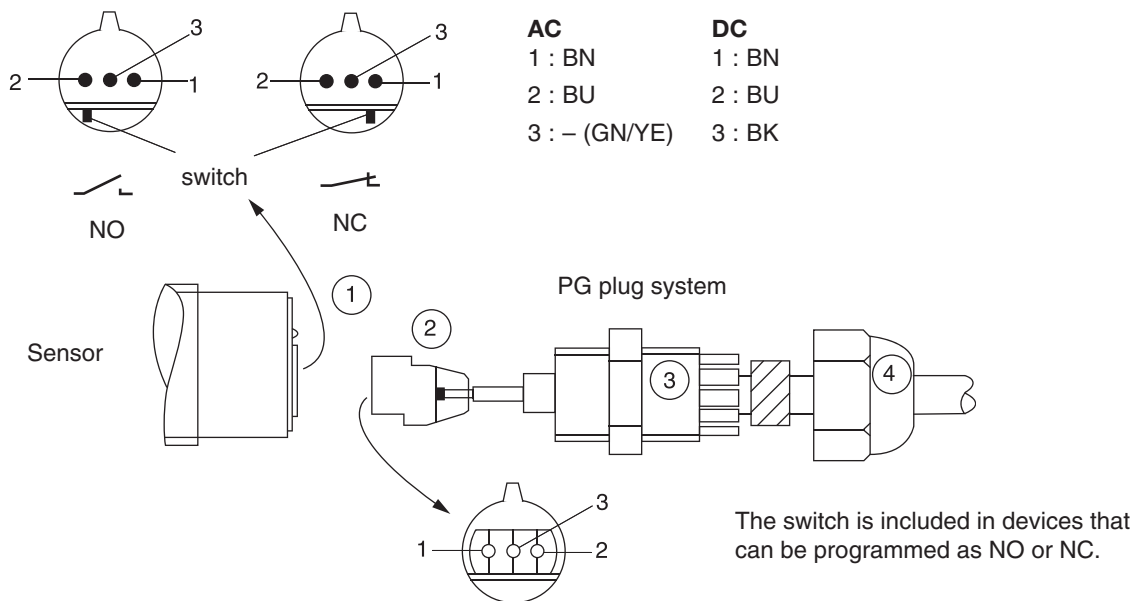 3
2
1
3
2
1
AC
1 : BN
2 : BU
3 : – (GN/YE)
DC
1 : BN
2 : BU
3 : BK
switch
NO
NC
1
2
PG plug system
Sensor
3
4
3
1
2
The switch is included in devices that
can be programmed as NO or NC.